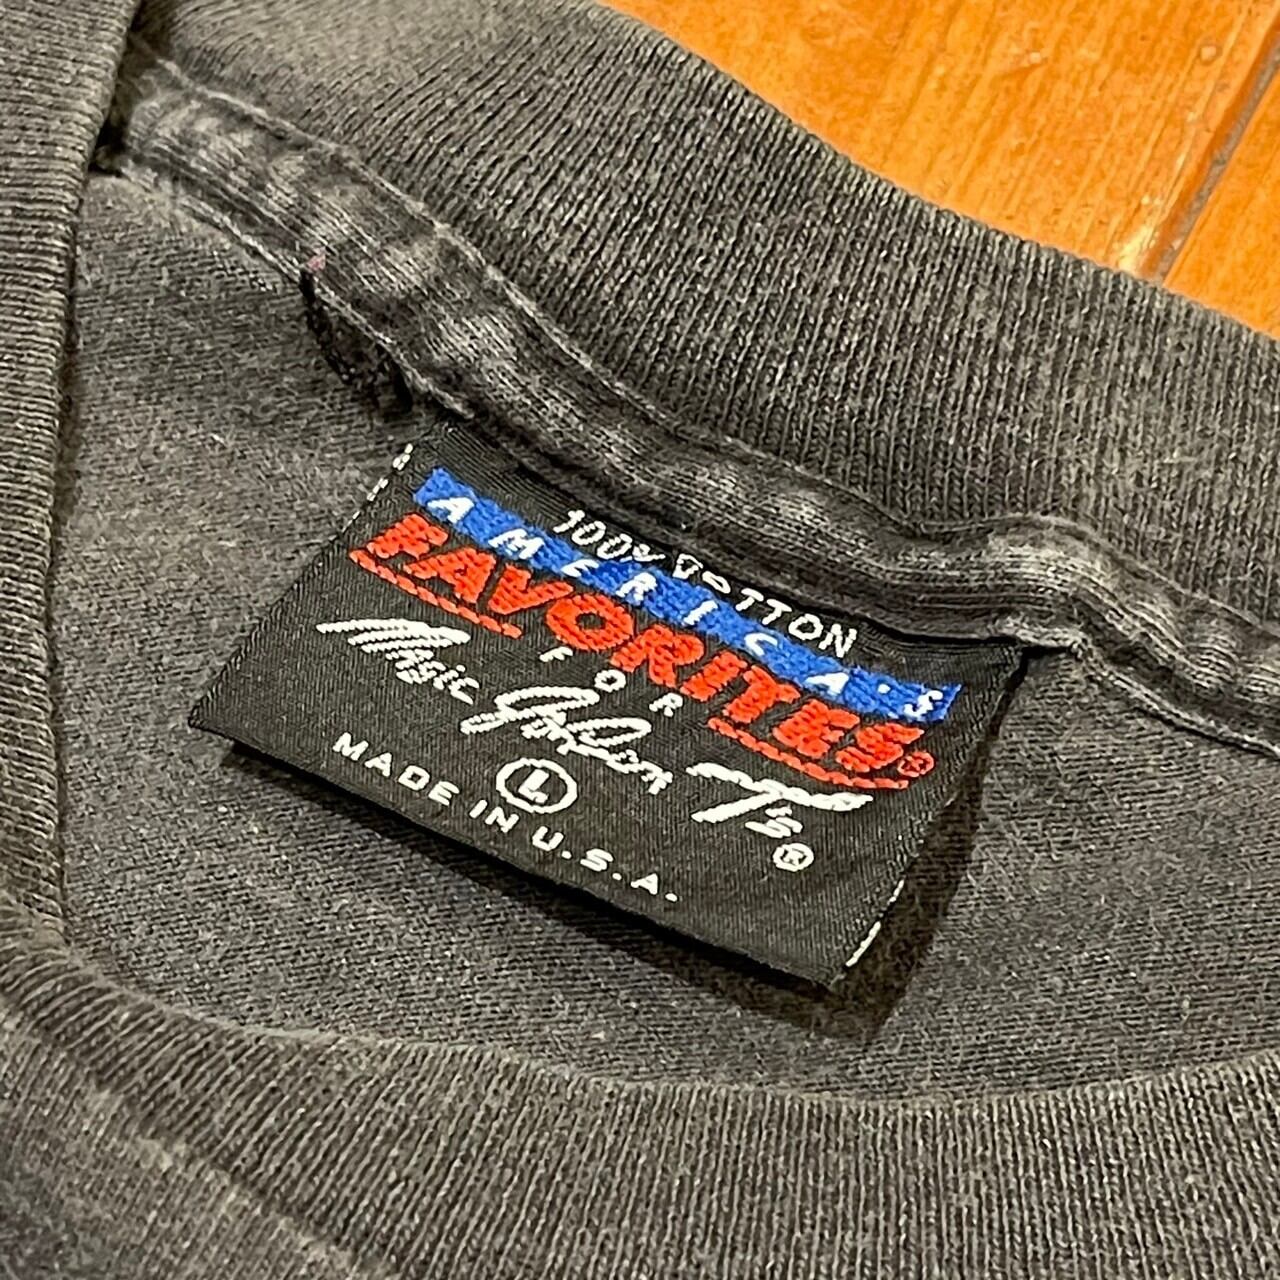 100% COTTON
AMERICA'S
FAVORITES®
FOR
Magic Johnson T's®
L
MADE IN U.S.A.